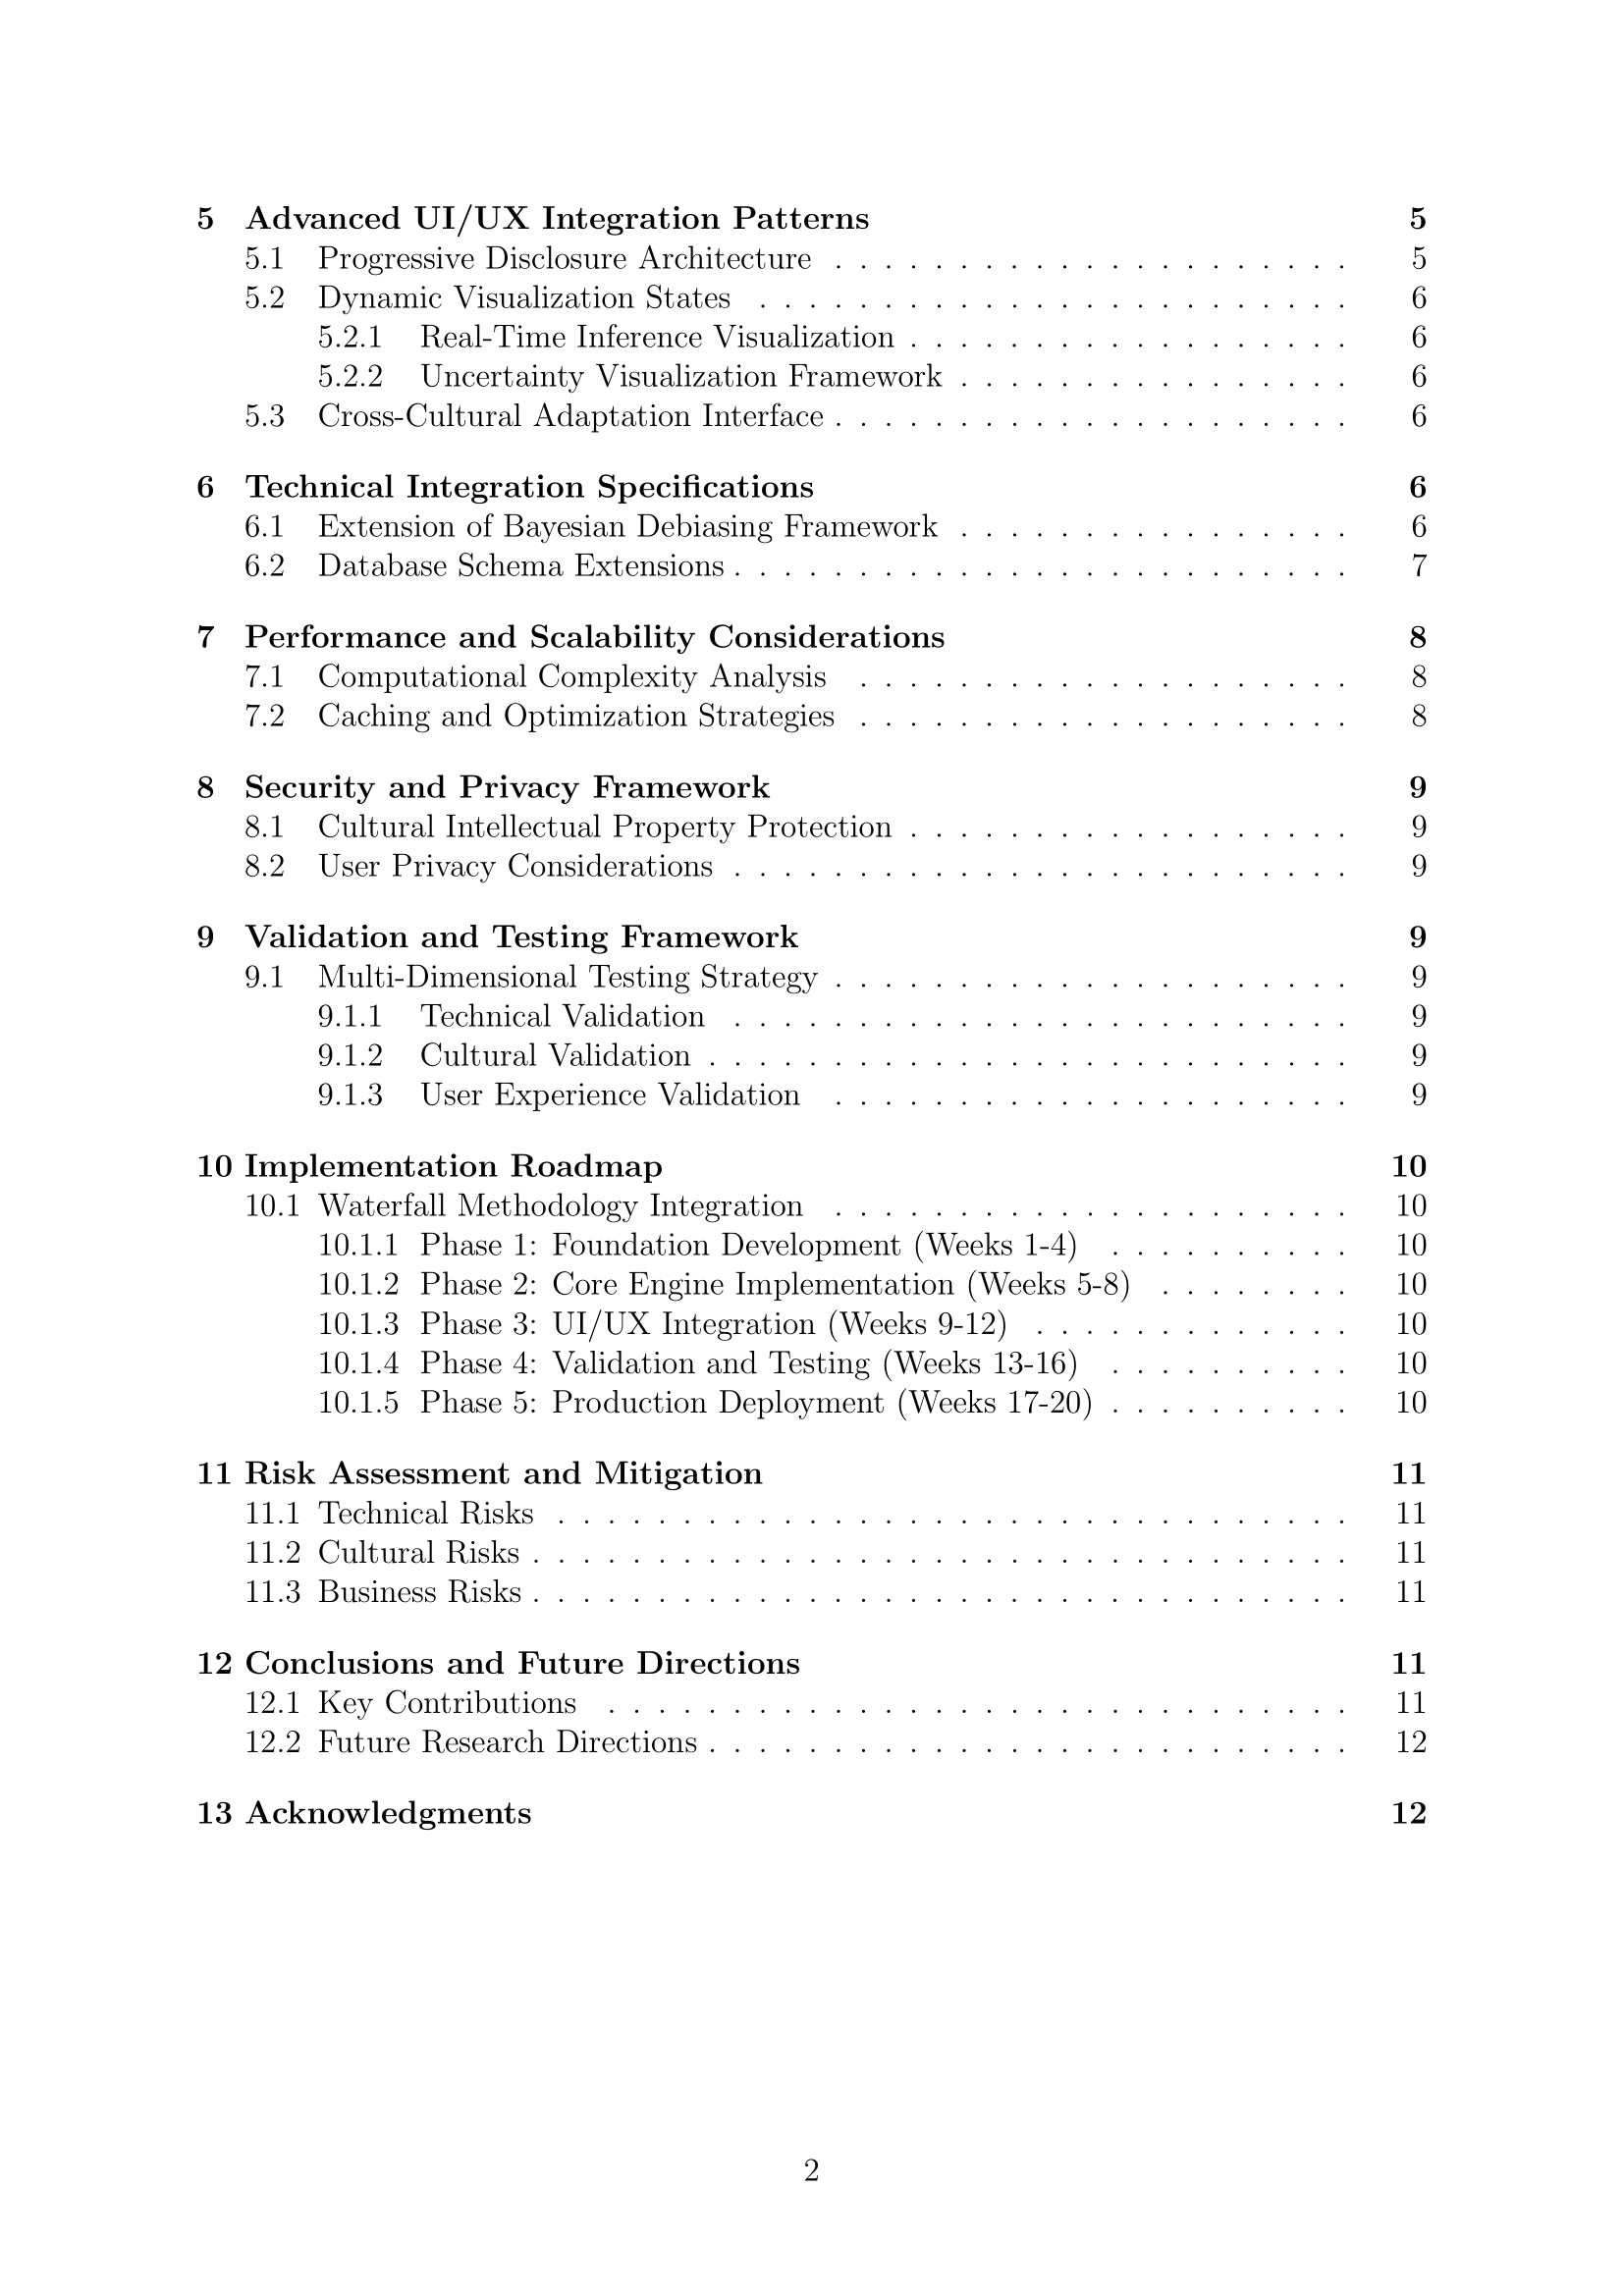 5 Advanced UI/UX Integration Patterns 5
5.1 Progressive Disclosure Architecture . . . . . . . . . . . . . . . . . . . . . 5
5.2 Dynamic Visualization States . . . . . . . . . . . . . . . . . . . . . . . . 6
5.2.1 Real-Time Inference Visualization . . . . . . . . . . . . . . . . . . 6
5.2.2 Uncertainty Visualization Framework . . . . . . . . . . . . . . . . 6
5.3 Cross-Cultural Adaptation Interface . . . . . . . . . . . . . . . . . . . . . 6
6 Technical Integration Specifications 6
6.1 Extension of Bayesian Debiasing Framework . . . . . . . . . . . . . . . . 6
6.2 Database Schema Extensions . . . . . . . . . . . . . . . . . . . . . . . . . 7
7 Performance and Scalability Considerations 8
7.1 Computational Complexity Analysis . . . . . . . . . . . . . . . . . . . . 8
7.2 Caching and Optimization Strategies . . . . . . . . . . . . . . . . . . . . 8
8 Security and Privacy Framework 9
8.1 Cultural Intellectual Property Protection . . . . . . . . . . . . . . . . . . 9
8.2 User Privacy Considerations . . . . . . . . . . . . . . . . . . . . . . . . . 9
9 Validation and Testing Framework 9
9.1 Multi-Dimensional Testing Strategy . . . . . . . . . . . . . . . . . . . . . 9
9.1.1 Technical Validation . . . . . . . . . . . . . . . . . . . . . . . . . 9
9.1.2 Cultural Validation . . . . . . . . . . . . . . . . . . . . . . . . . . 9
9.1.3 User Experience Validation . . . . . . . . . . . . . . . . . . . . . 9
10 Implementation Roadmap 10
10.1 Waterfall Methodology Integration . . . . . . . . . . . . . . . . . . . . . 10
10.1.1 Phase 1: Foundation Development (Weeks 1-4) . . . . . . . . . . 10
10.1.2 Phase 2: Core Engine Implementation (Weeks 5-8) . . . . . . . . 10
10.1.3 Phase 3: UI/UX Integration (Weeks 9-12) . . . . . . . . . . . . . 10
10.1.4 Phase 4: Validation and Testing (Weeks 13-16) . . . . . . . . . . 10
10.1.5 Phase 5: Production Deployment (Weeks 17-20) . . . . . . . . . . 10
11 Risk Assessment and Mitigation 11
11.1 Technical Risks . . . . . . . . . . . . . . . . . . . . . . . . . . . . . . . . 11
11.2 Cultural Risks . . . . . . . . . . . . . . . . . . . . . . . . . . . . . . . . . 11
11.3 Business Risks . . . . . . . . . . . . . . . . . . . . . . . . . . . . . . . . . 11
12 Conclusions and Future Directions 11
12.1 Key Contributions . . . . . . . . . . . . . . . . . . . . . . . . . . . . . . 11
12.2 Future Research Directions . . . . . . . . . . . . . . . . . . . . . . . . . . 12
13 Acknowledgments 12
2